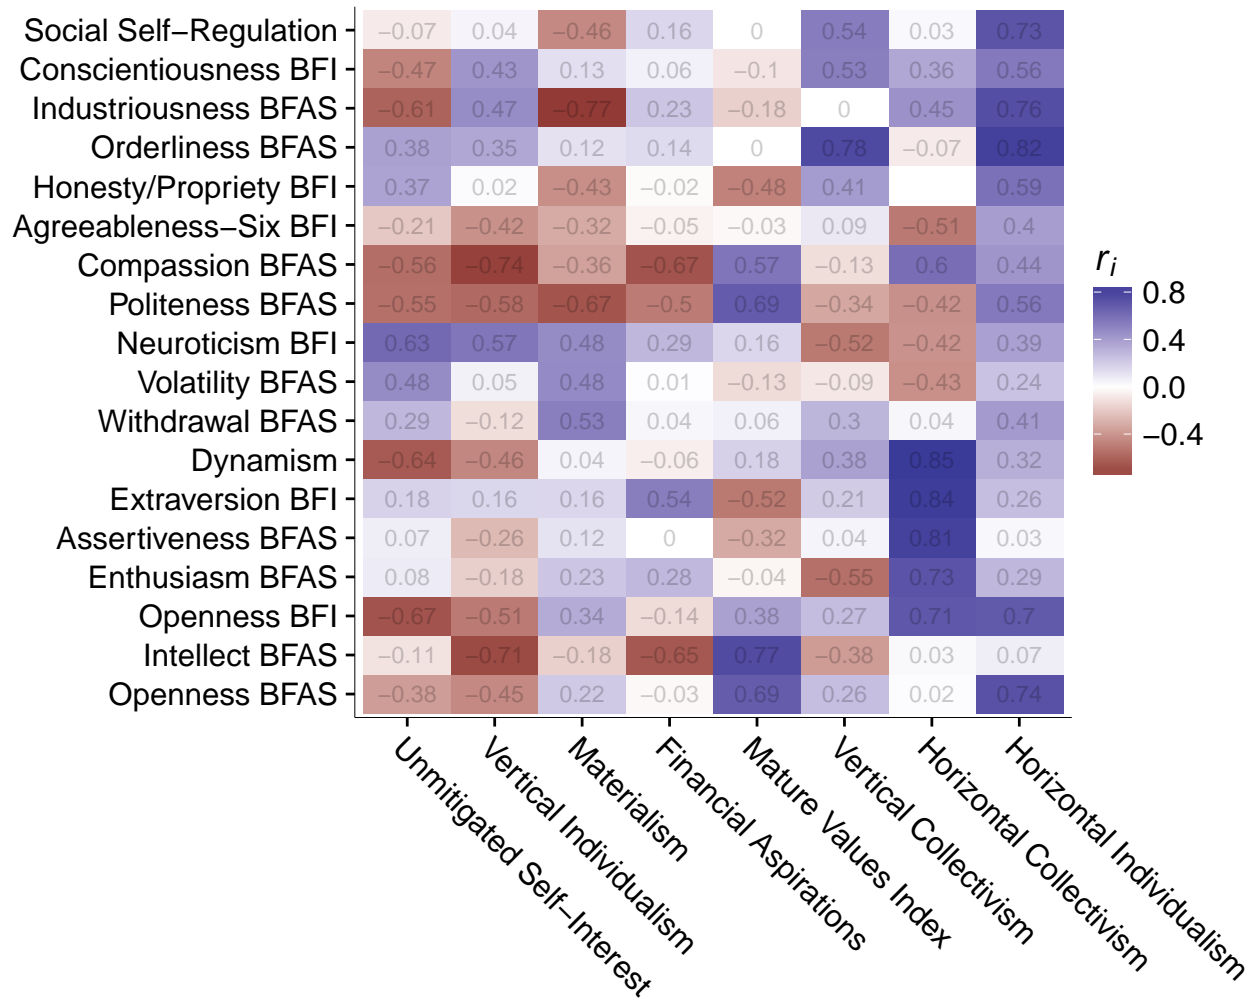 Social Self−Regulation −0.07 0.04 −0.46 0.16 0 0.54 0.03 0.73
Conscientiousness BFI −0.47 0.43 0.13 0.06 −0.1 0.53 0.36 0.56
Industriousness BFAS −0.61 0.47 −0.77 0.23 −0.18 0 0.45 0.76
Orderliness BFAS 0.38 0.35 0.12 0.14 0 0.78 −0.07 0.82
Honesty/Propriety BFI 0.37 0.02 −0.43 −0.02 −0.48 0.41 0.59
Agreeableness−Six BFI −0.21 −0.42 −0.32 −0.05 −0.03 0.09 −0.51 0.4
Compassion BFAS −0.56 −0.74 −0.36 −0.67 0.57 −0.13 0.6 0.44
Politeness BFAS −0.55 −0.58 −0.67 −0.5 0.69 −0.34 −0.42 0.56
Neuroticism BFI 0.63 0.57 0.48 0.29 0.16 −0.52 −0.42 0.39
Volatility BFAS 0.48 0.05 0.48 0.01 −0.13 −0.09 −0.43 0.24
Withdrawal BFAS 0.29 −0.12 0.53 0.04 0.06 0.3 0.04 0.41
Dynamism −0.64 −0.46 0.04 −0.06 0.18 0.38 0.85 0.32
Extraversion BFI 0.18 0.16 0.16 0.54 −0.52 0.21 0.84 0.26
Assertiveness BFAS 0.07 −0.26 0.12 0 −0.32 0.04 0.81 0.03
Enthusiasm BFAS 0.08 −0.18 0.23 0.28 −0.04 −0.55 0.73 0.29
Openness BFI −0.67 −0.51 0.34 −0.14 0.38 0.27 0.71 0.7
Intellect BFAS −0.11 −0.71 −0.18 −0.65 0.77 −0.38 0.03 0.07
Openness BFAS −0.38 −0.45 0.22 −0.03 0.69 0.26 0.02 0.74
Unmitigated Self−Interest
Vertical Individualism
Materialism
Financial Aspirations
Mature Values Index
Vertical Collectivism
Horizontal Collectivism
Horizontal Individualism
r_i
0.8
0.4
0.0
−0.4